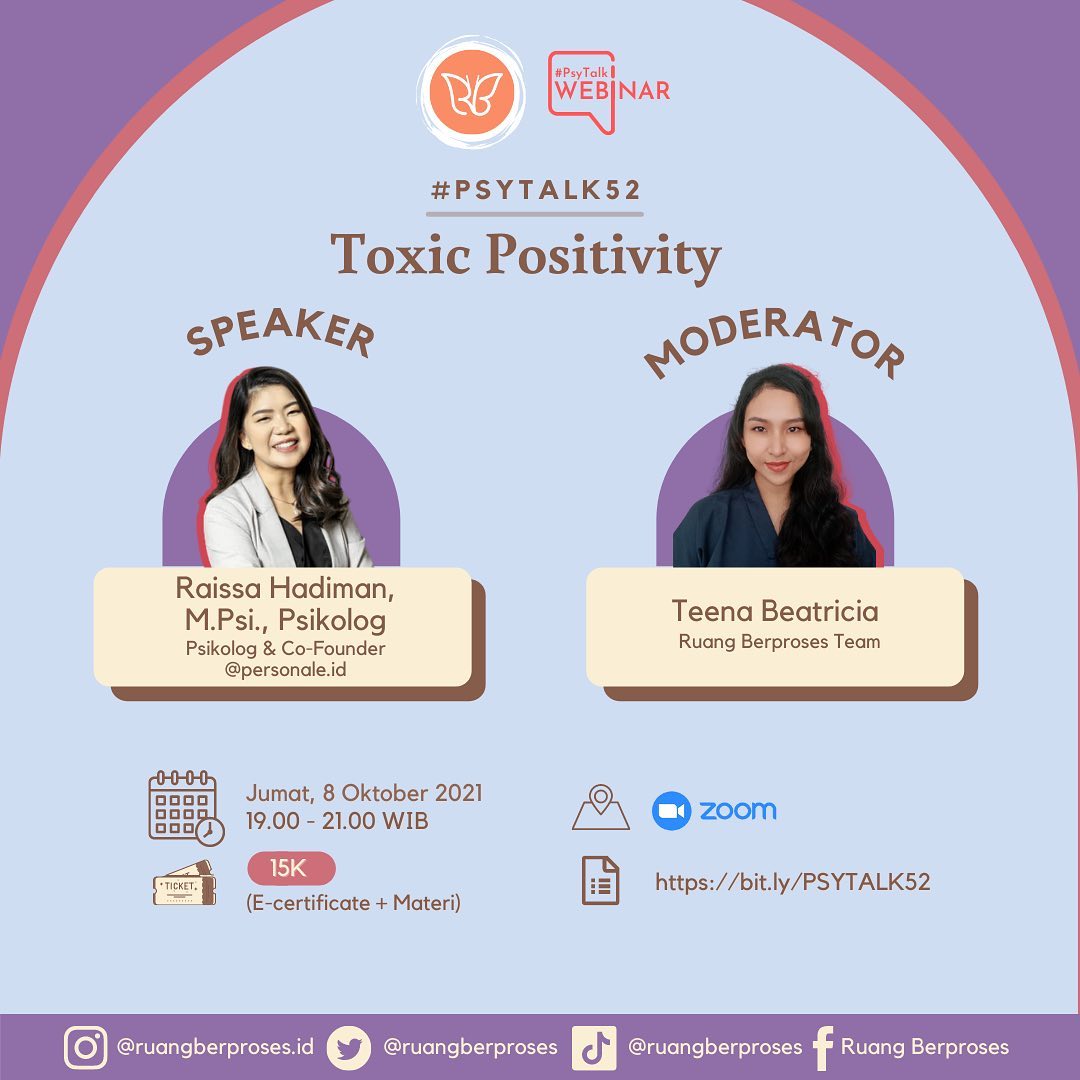 #PsyTalk
WEBINAR
#PSYTALK52
Toxic Positivity
SPEAKER
MODERATOR
Raissa Hadiman,
M.Psi., Psikolog
Psikolog & Co-Founder
@personale.id
Teena Beatricia
Ruang Berproses Team
Jumat, 8 Oktober 2021
19.00 - 21.00 WIB
zoom
TICKET
15K
(E-certificate + Materi)
https://bit.ly/PSYTALK52
@ruangberproses.id
@ruangberproses
@ruangberproses
Ruang Berproses